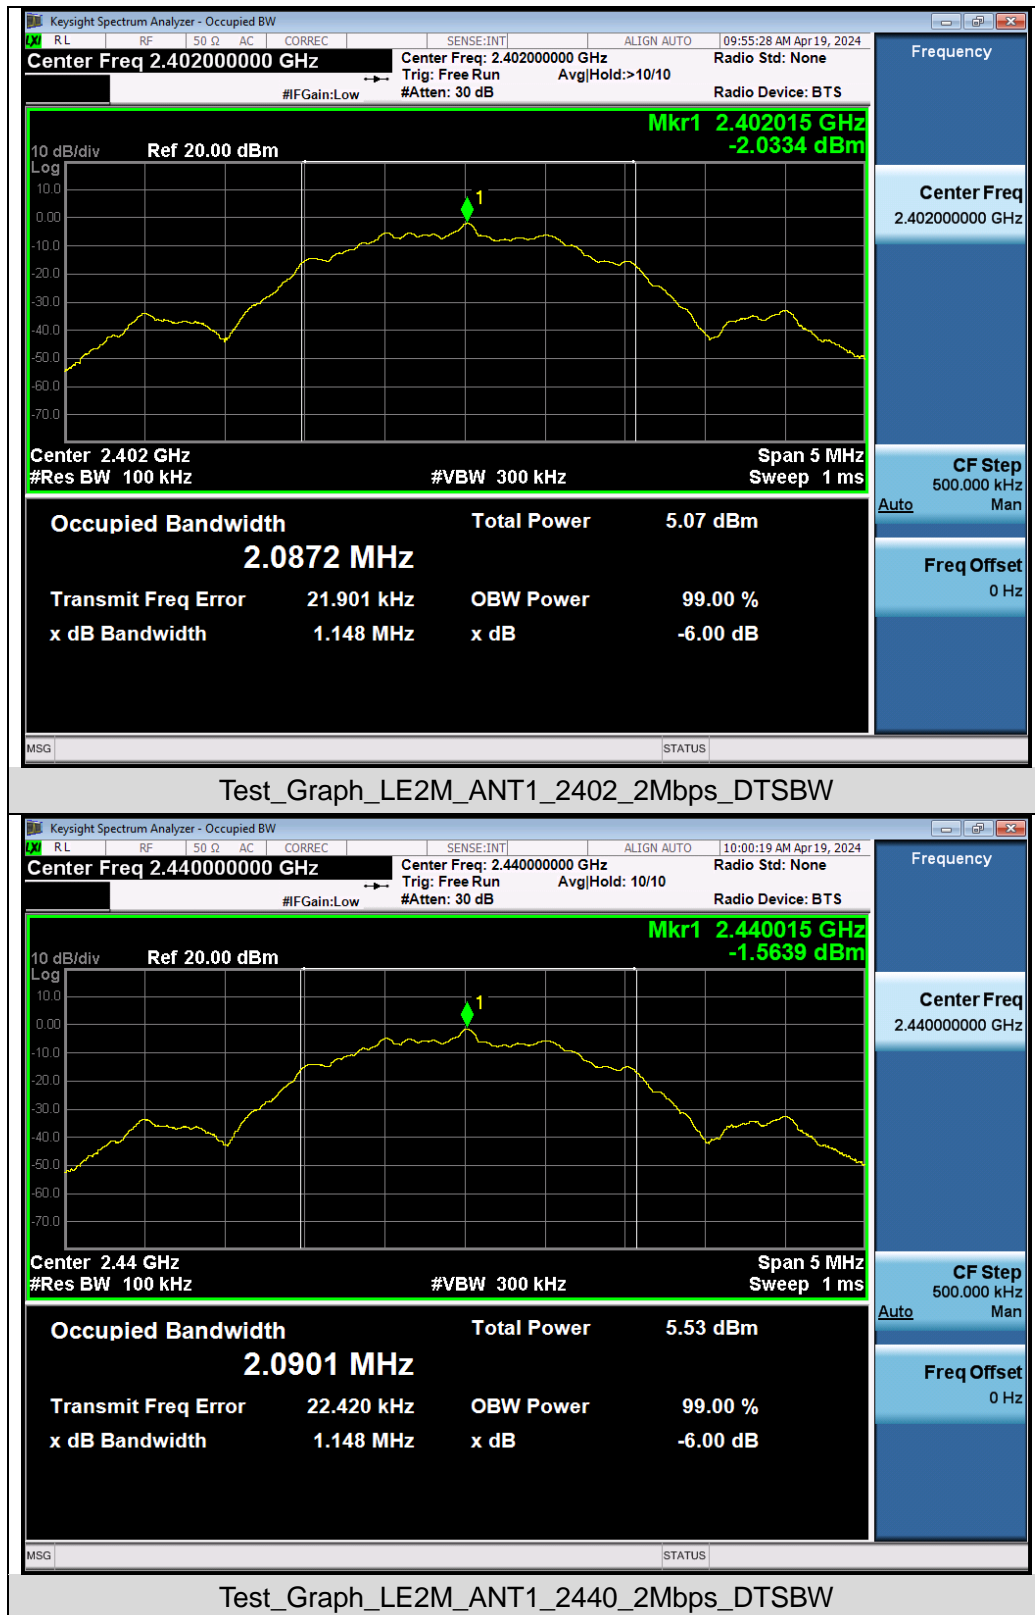 Keysight Spectrum Analyzer - Occupied BW
LXI RL RF 50 Ω AC CORREC SENSE:INT ALIGN AUTO 09:55:28 AM Apr 19, 2024
Center Freq 2.402000000 GHz
Center Freq: 2.402000000 GHz
Radio Std: None
Trig: Free Run Avg|Hold:>10/10
#IFGain:Low
#Atten: 30 dB
Radio Device: BTS
Mkr1 2.402015 GHz
-2.0334 dBm
10 dB/div Ref 20.00 dBm
Log
10.0
0.00
-10.0
-20.0
-30.0
-40.0
-50.0
-60.0
-70.0
1
Center 2.402 GHz
Span 5 MHz
#Res BW 100 kHz
#VBW 300 kHz
Sweep 1 ms
Occupied Bandwidth
2.0872 MHz
Total Power 5.07 dBm
Transmit Freq Error 21.901 kHz
OBW Power 99.00 %
x dB Bandwidth 1.148 MHz
x dB -6.00 dB
Frequency
Center Freq
2.402000000 GHz
CF Step
500.000 kHz
Auto Man
Freq Offset
0 Hz
MSG STATUS
Test_Graph_LE2M_ANT1_2402_2Mbps_DTSBW
Keysight Spectrum Analyzer - Occupied BW
LXI RL RF 50 Ω AC CORREC SENSE:INT ALIGN AUTO 10:00:19 AM Apr 19, 2024
Center Freq 2.440000000 GHz
Center Freq: 2.440000000 GHz
Radio Std: None
Trig: Free Run Avg|Hold: 10/10
#IFGain:Low
#Atten: 30 dB
Radio Device: BTS
Mkr1 2.440015 GHz
-1.5639 dBm
10 dB/div Ref 20.00 dBm
Log
10.0
0.00
-10.0
-20.0
-30.0
-40.0
-50.0
-60.0
-70.0
1
Center 2.44 GHz
Span 5 MHz
#Res BW 100 kHz
#VBW 300 kHz
Sweep 1 ms
Occupied Bandwidth
2.0901 MHz
Total Power 5.53 dBm
Transmit Freq Error 22.420 kHz
OBW Power 99.00 %
x dB Bandwidth 1.148 MHz
x dB -6.00 dB
Frequency
Center Freq
2.440000000 GHz
CF Step
500.000 kHz
Auto Man
Freq Offset
0 Hz
MSG STATUS
Test_Graph_LE2M_ANT1_2440_2Mbps_DTSBW